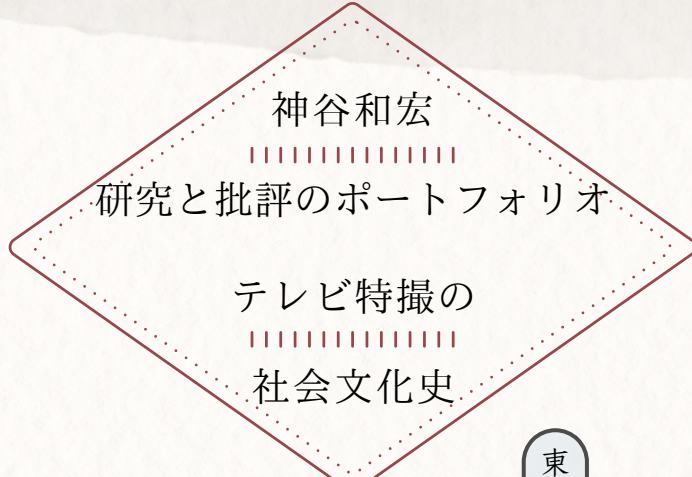 神谷和宏
研究と批評のポートフォリオ
テレビ特撮の
社会文化史
東